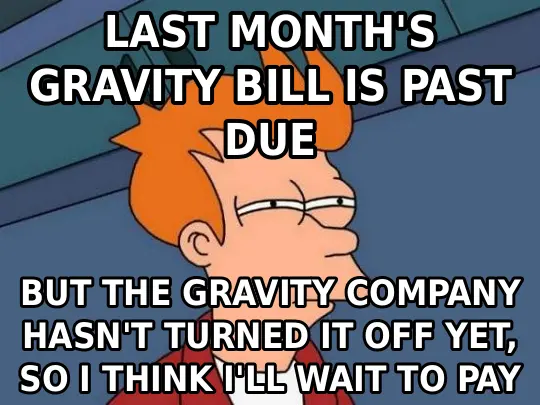 LAST MONTH'S
GRAVITY BILL IS PAST
DUE
BUT THE GRAVITY COMPANY
HASN'T TURNED IT OFF YET,
SO I THINK I'LL WAIT TO PAY